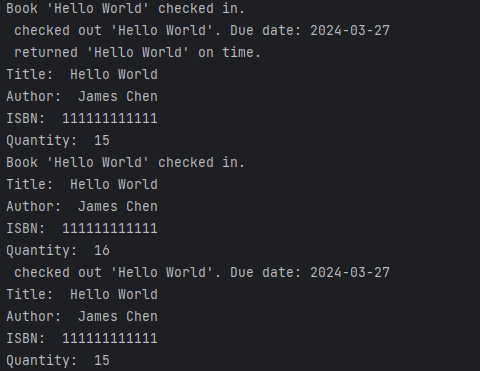 Book 'Hello World' checked in.
 checked out 'Hello World'. Due date: 2024-03-27
 returned 'Hello World' on time.
Title:  Hello World
Author:  James Chen
ISBN:  111111111111
Quantity:  15
Book 'Hello World' checked in.
Title:  Hello World
Author:  James Chen
ISBN:  111111111111
Quantity:  16
 checked out 'Hello World'. Due date: 2024-03-27
Title:  Hello World
Author:  James Chen
ISBN:  111111111111
Quantity:  15